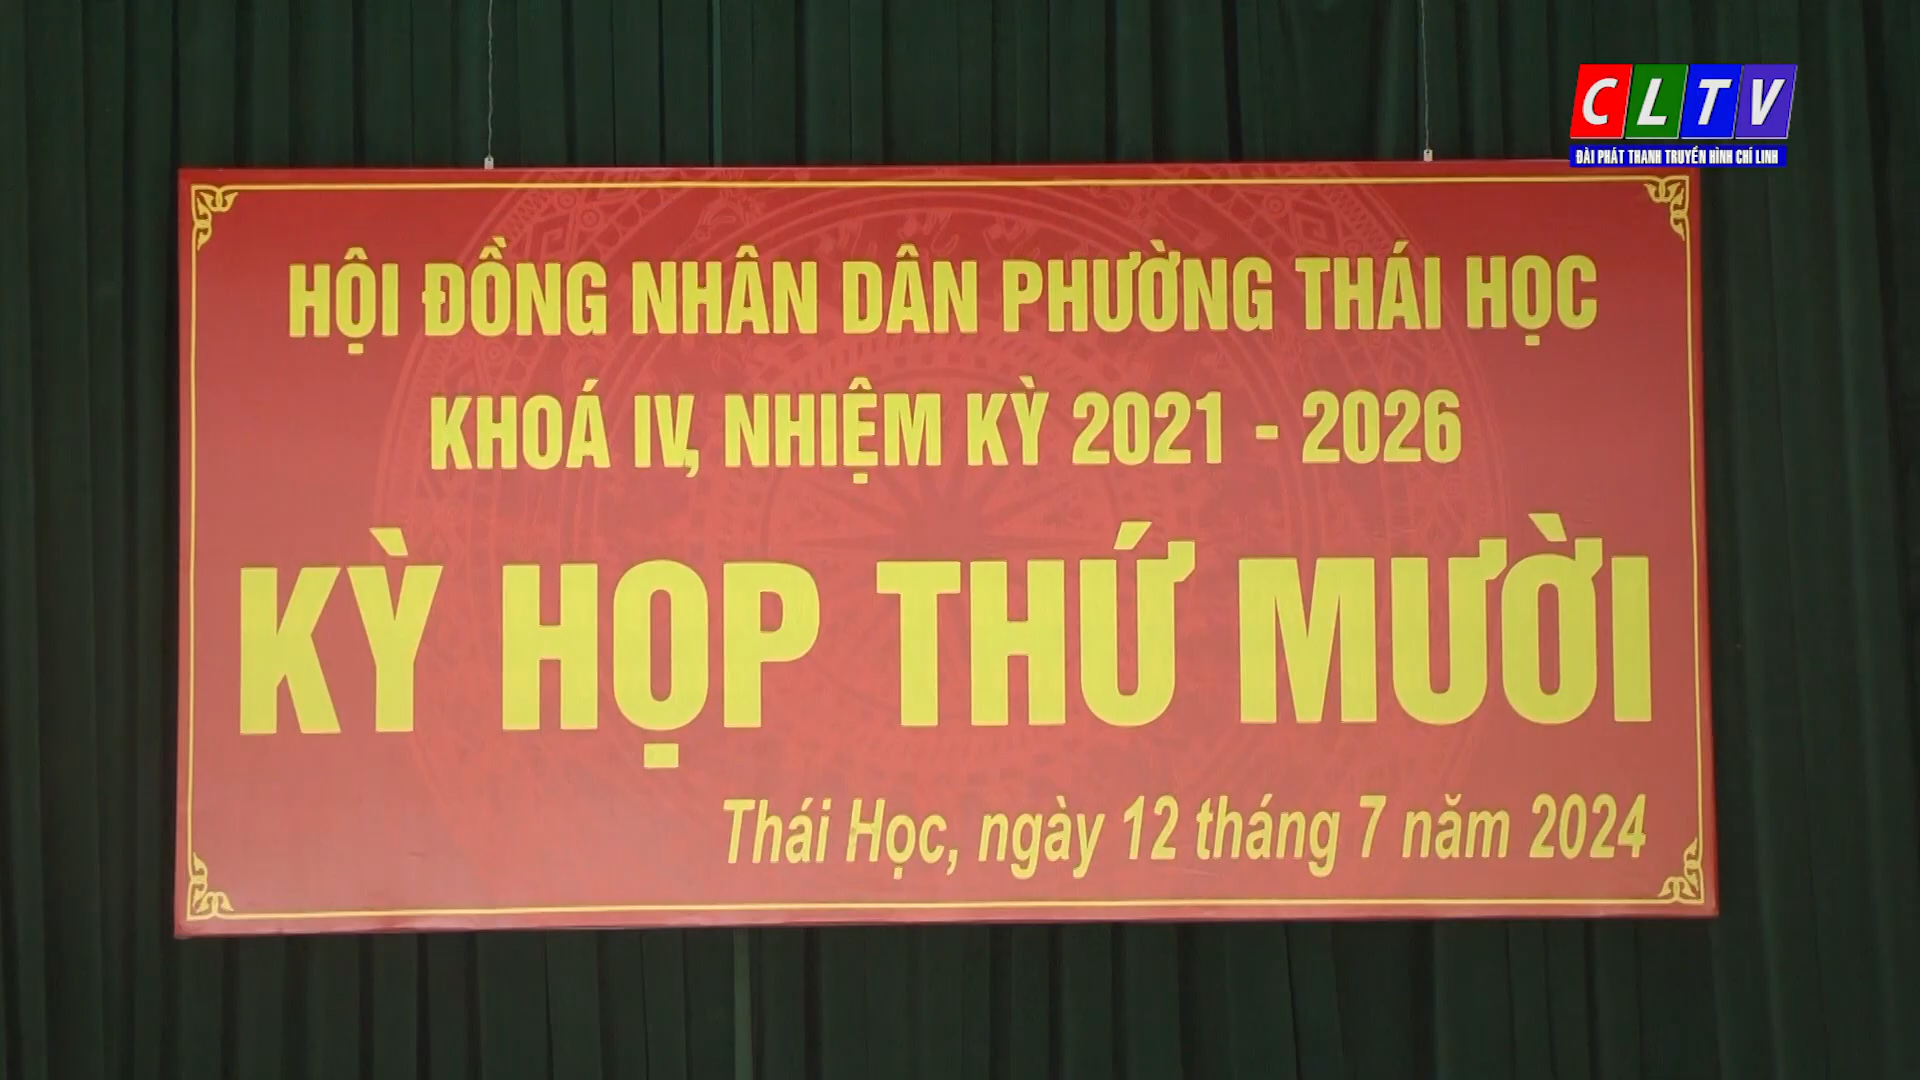 CLTV
ĐÀI PHÁT THANH TRUYỀN HÌNH CHÍ LINH
HỘI ĐỒNG NHÂN DÂN PHƯỜNG THÁI HỌC
KHOÁ IV, NHIỆM KỲ 2021 - 2026
KỲ HỌP THỨ MƯỜI
Thái Học, ngày 12 tháng 7 năm 2024